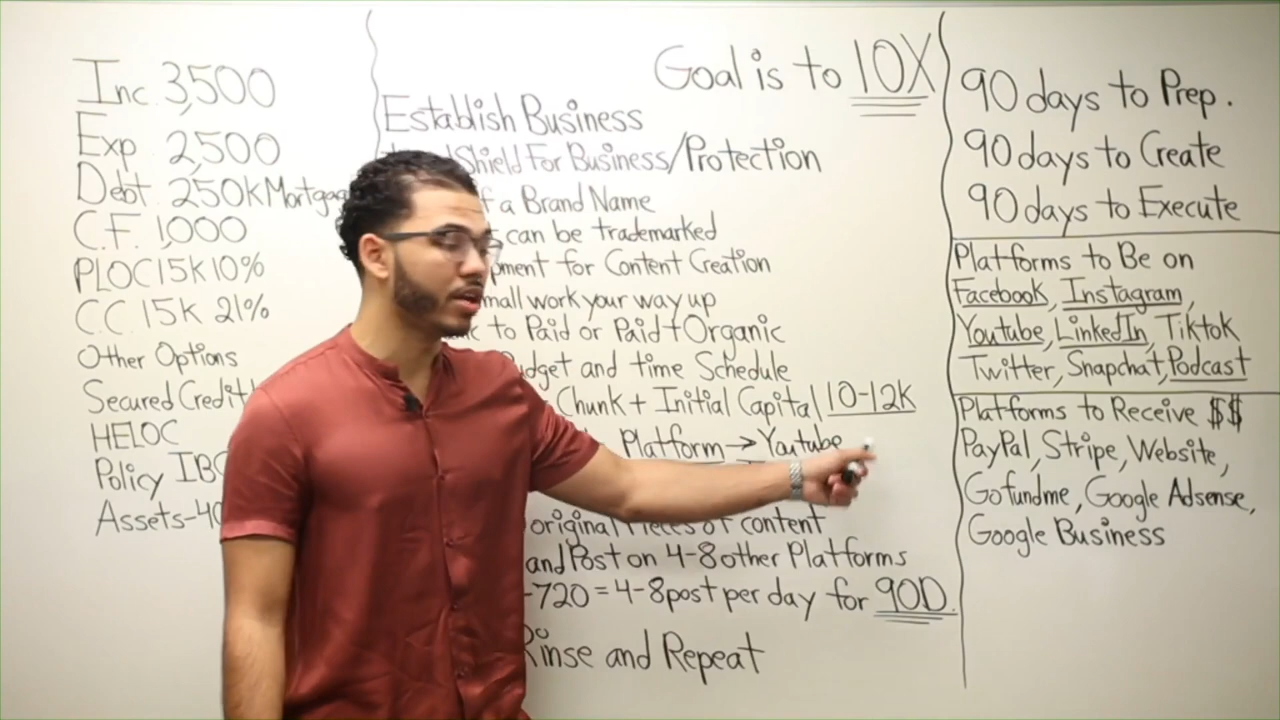 Inc. 3,500
Exp 2,500
Debt 250k Mortgage
C.F. 1,000
PLOC 15k 10%
C.C. 15k 21%
Other Options
Secured Credit
HELOC
Policy IBC
Assets-40
Goal is to 10X
Establish Business
Shield For Business/Protection
f a Brand Name
can be trademarked
pment for Content Creation
mall work your way up
to Paid or Paid+Organic
dget and time Schedule
Chunk + Initial Capital 10-12K
Platform → Youtube
original Pieces of content
and Post on 4-8 other Platforms
-720 = 4-8 post per day for 90D.
Rinse and Repeat
90 days to Prep.
90 days to Create
90 days to Execute
Platforms to Be on
Facebook, Instagram,
Youtube, LinkedIn, Tiktok
Twitter, Snapchat, Podcast
Platforms to Receive $$
PayPal, Stripe, Website,
Gofundme, Google Adsense,
Google Business